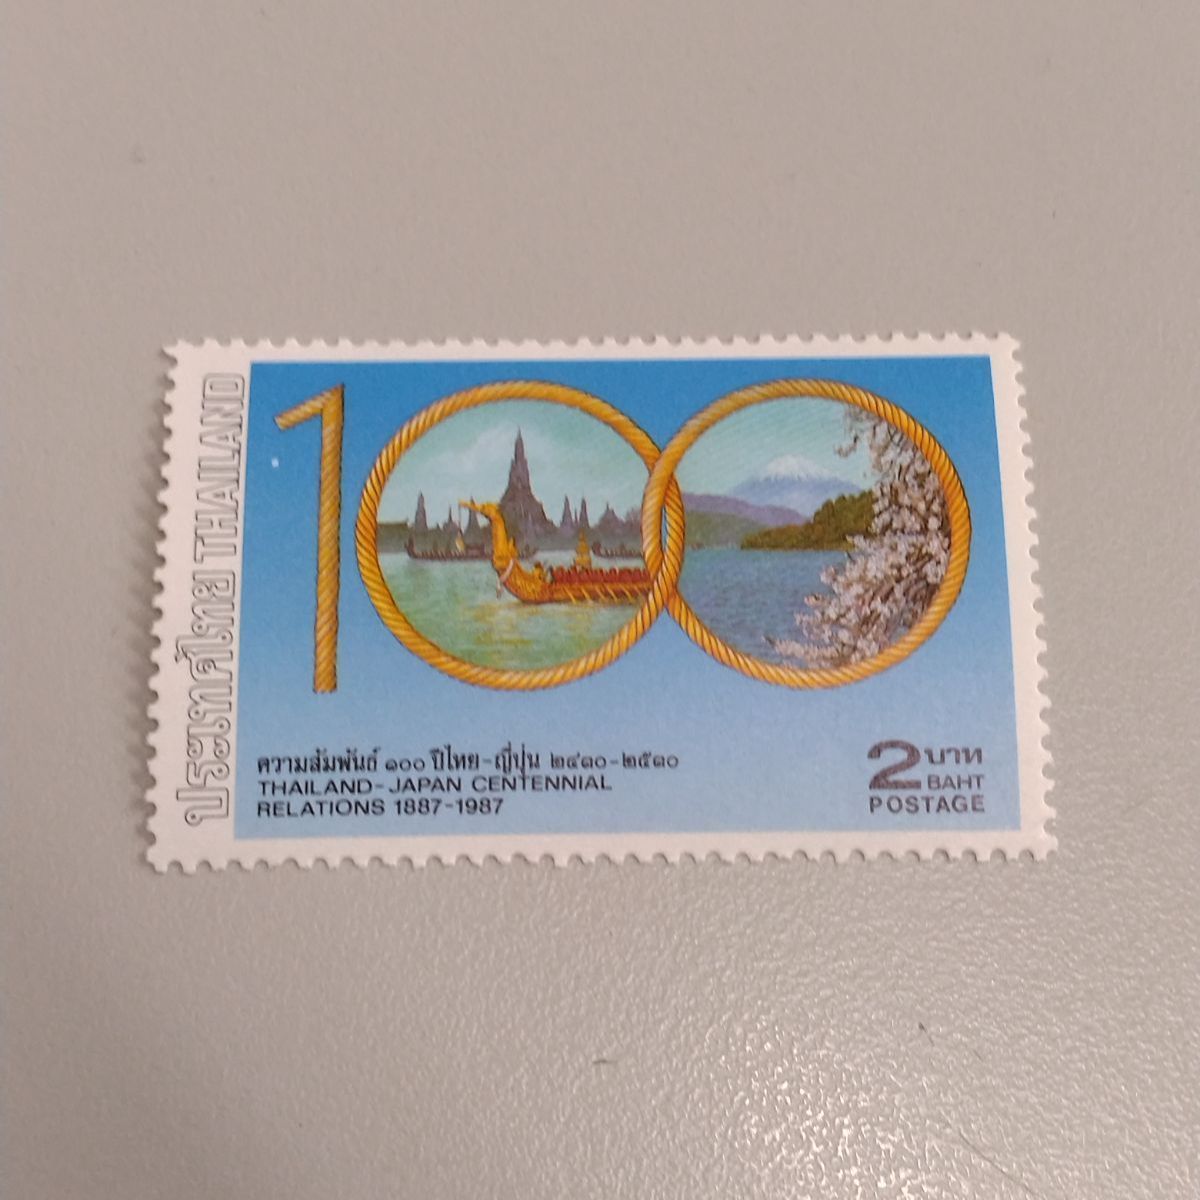 ประเทศไทย THAILAND
100
ความสัมพันธ์ ๑๐๐ ปีไทย-ญี่ปุ่น ๒๔๓๐-๒๕๓๐
THAILAND-JAPAN CENTENNIAL
RELATIONS 1887-1987
2 บาท
BAHT
POSTAGE